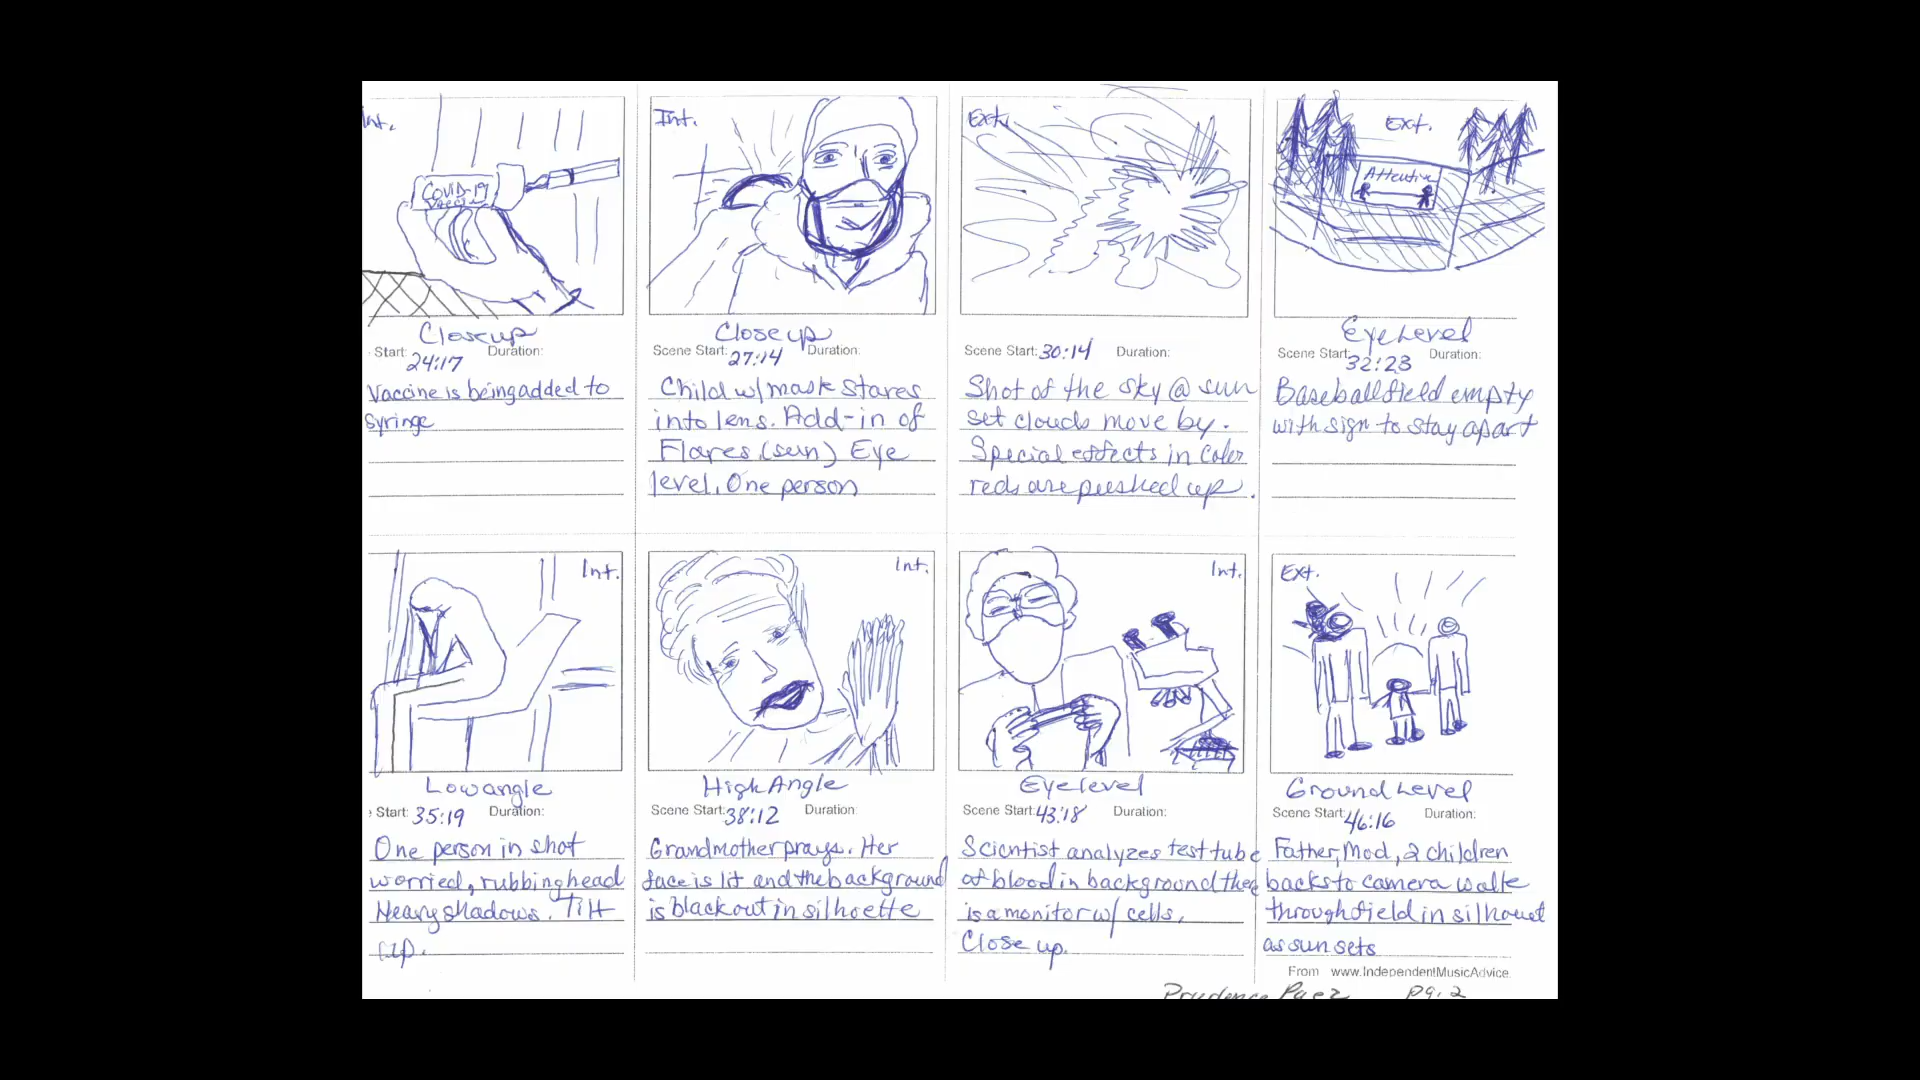 Int.
COVID-19
Vaccine
Closeup
Start: 24:17 Duration:
Vaccine is being added to
Syringe
Int.
Close up
Scene Start: 27:14 Duration:
Child w/ mask stares
into lens. Add-in of
Flares (sun) Eye
level. One person
Ext.
Scene Start: 30:14 Duration:
Shot of the sky @ sun
set clouds move by.
Special effects in color
reds are pushed up.
Ext.
Attention
Eye Level
Scene Start: 32:23 Duration:
Baseball field empty
with sign to stay apart
Int.
Low angle
Start: 35:19 Duration:
One person in shot
worried, rubbing head
Heavy shadows. Tilt
up.
Int.
High Angle
Scene Start: 38:12 Duration:
Grandmother prays. Her
face is lit and the background
is blackout in silhoette
Int.
Eye level
Scene Start: 43:18 Duration:
Scientist analyzes test tube
of blood in background there
is a monitor w/ cells.
Close up.
Ext.
Ground Level
Scene Start: 46:16 Duration:
Father, Mod, 2 children
backs to camera walk
through field in silhouet
as sun sets
From www.IndependentMusicAdvice
Prudence Paez pg. 2